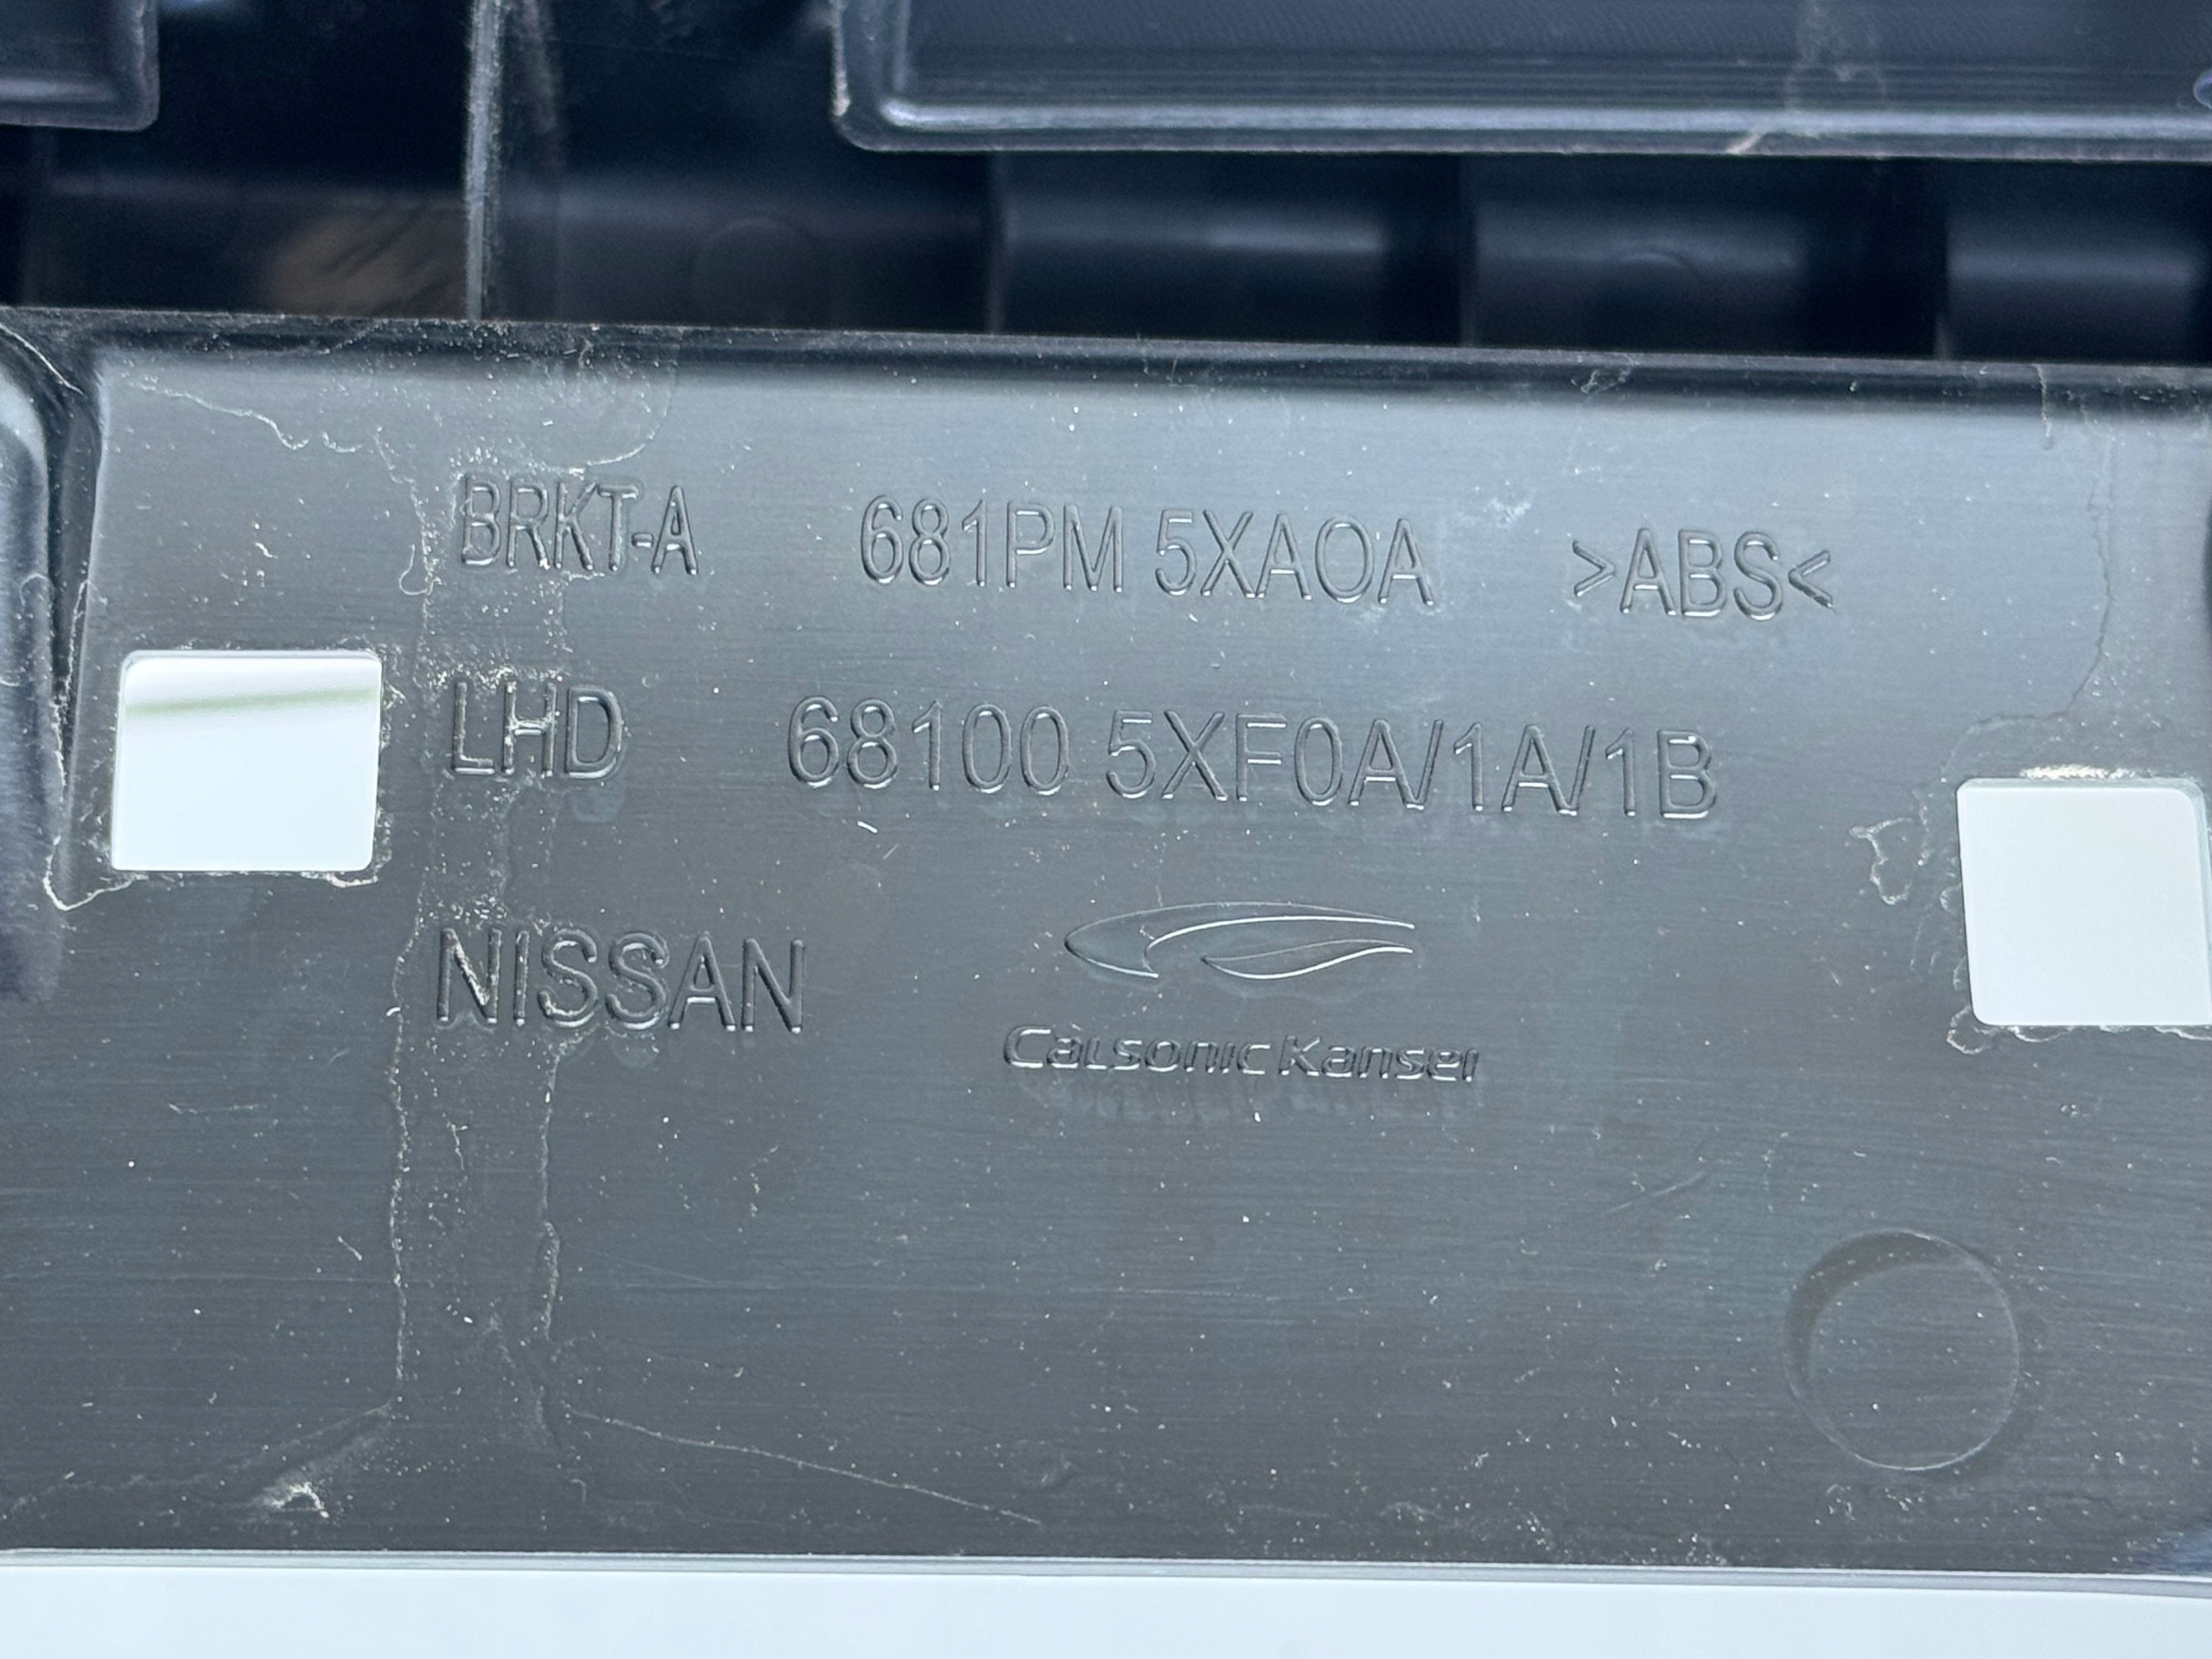 BRKT-A 681PM 5XA0A >ABS<
LHD 68100 5XF0A/1A/1B
NISSAN
Calsonic Kansei